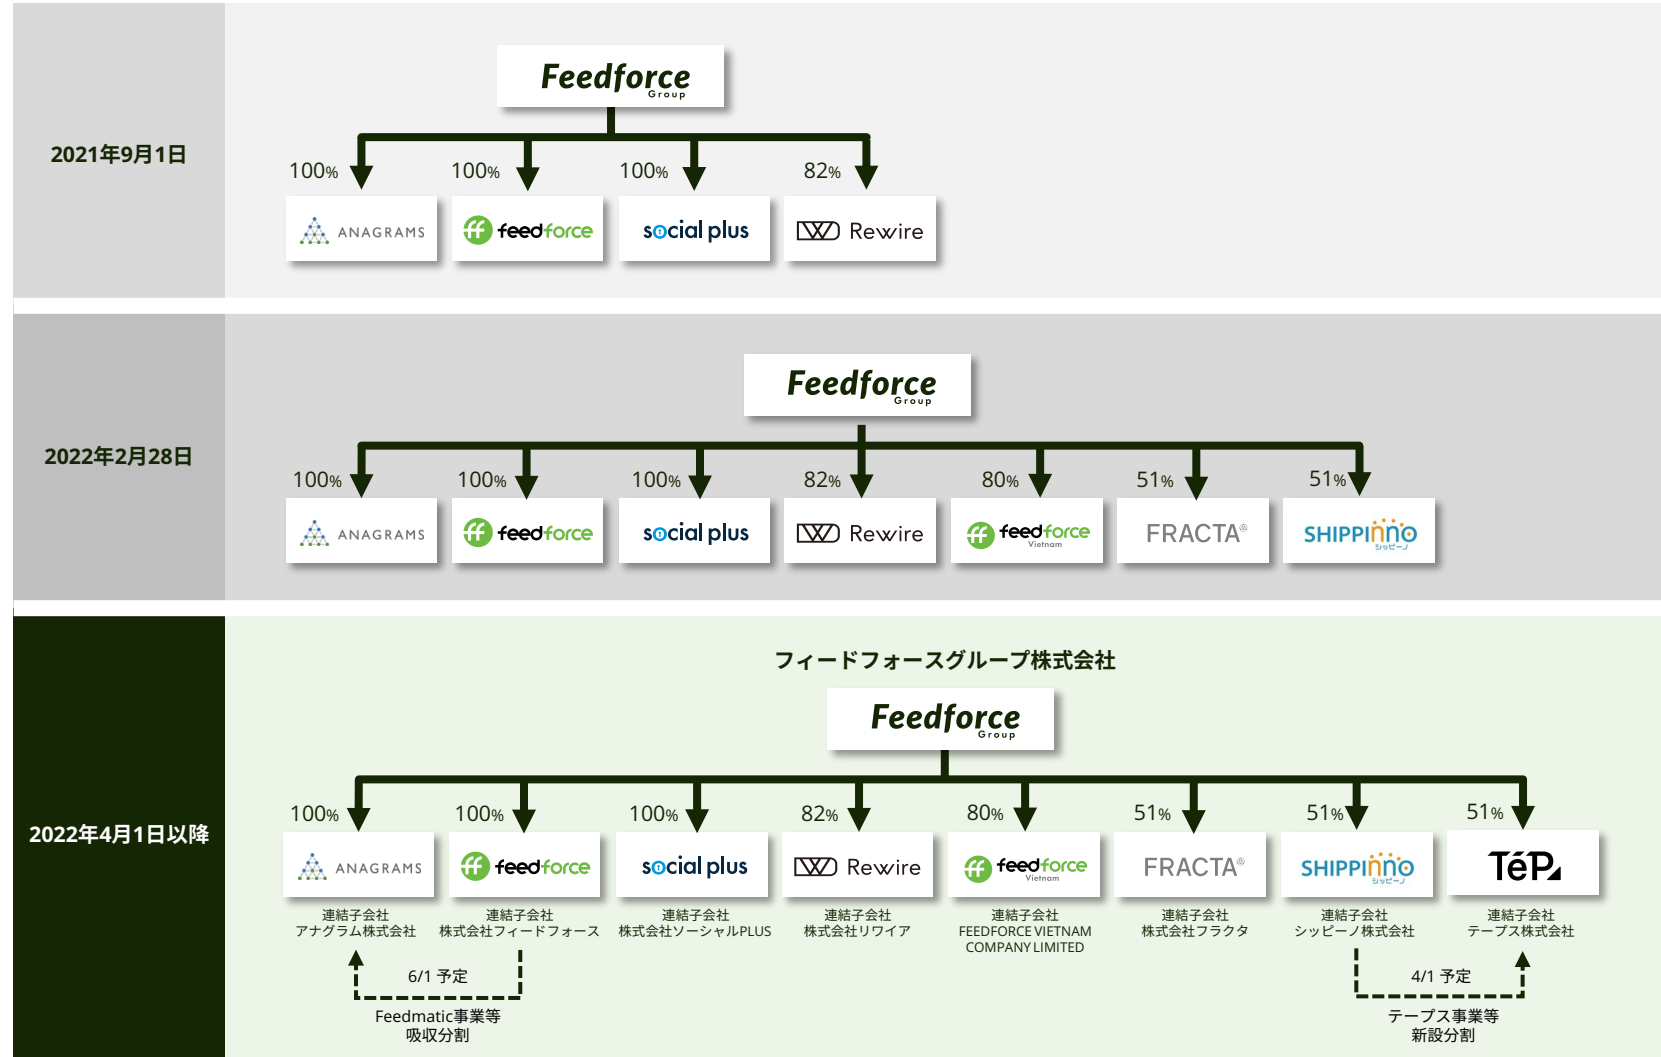 2021年9月1日
Feedforce
Group
100% 100% 100% 82%
ANAGRAMS feedforce social plus Rewire
2022年2月28日
Feedforce
Group
100% 100% 100% 82% 80% 51% 51%
ANAGRAMS feedforce social plus Rewire feedforce Vietnam FRACTA SHIPPINNO シッピーノ
2022年4月1日以降
フィードフォースグループ株式会社
Feedforce
Group
100% 100% 100% 82% 80% 51% 51% 51%
ANAGRAMS feedforce social plus Rewire feedforce Vietnam FRACTA SHIPPINNO シッピーノ TéP
連結子会社 連結子会社 連結子会社 連結子会社 連結子会社 連結子会社 連結子会社 連結子会社
アナグラム株式会社 株式会社フィードフォース 株式会社ソーシャルPLUS 株式会社リワイア FEEDFORCE VIETNAM 株式会社フラクタ シッピーノ株式会社 テープス株式会社
COMPANY LIMITED
6/1 予定 4/1 予定
Feedmatic事業等 テープス事業等
吸収分割 新設分割